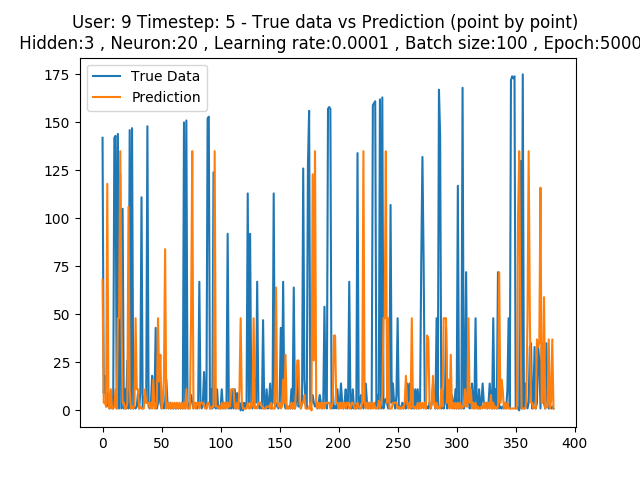 User: 9 Timestep: 5 - True data vs Prediction (point by point)
Hidden:3 , Neuron:20 , Learning rate:0.0001 , Batch size:100 , Epoch:5000
True Data
Prediction
175
150
125
100
75
50
25
0
0 50 100 150 200 250 300 350 400